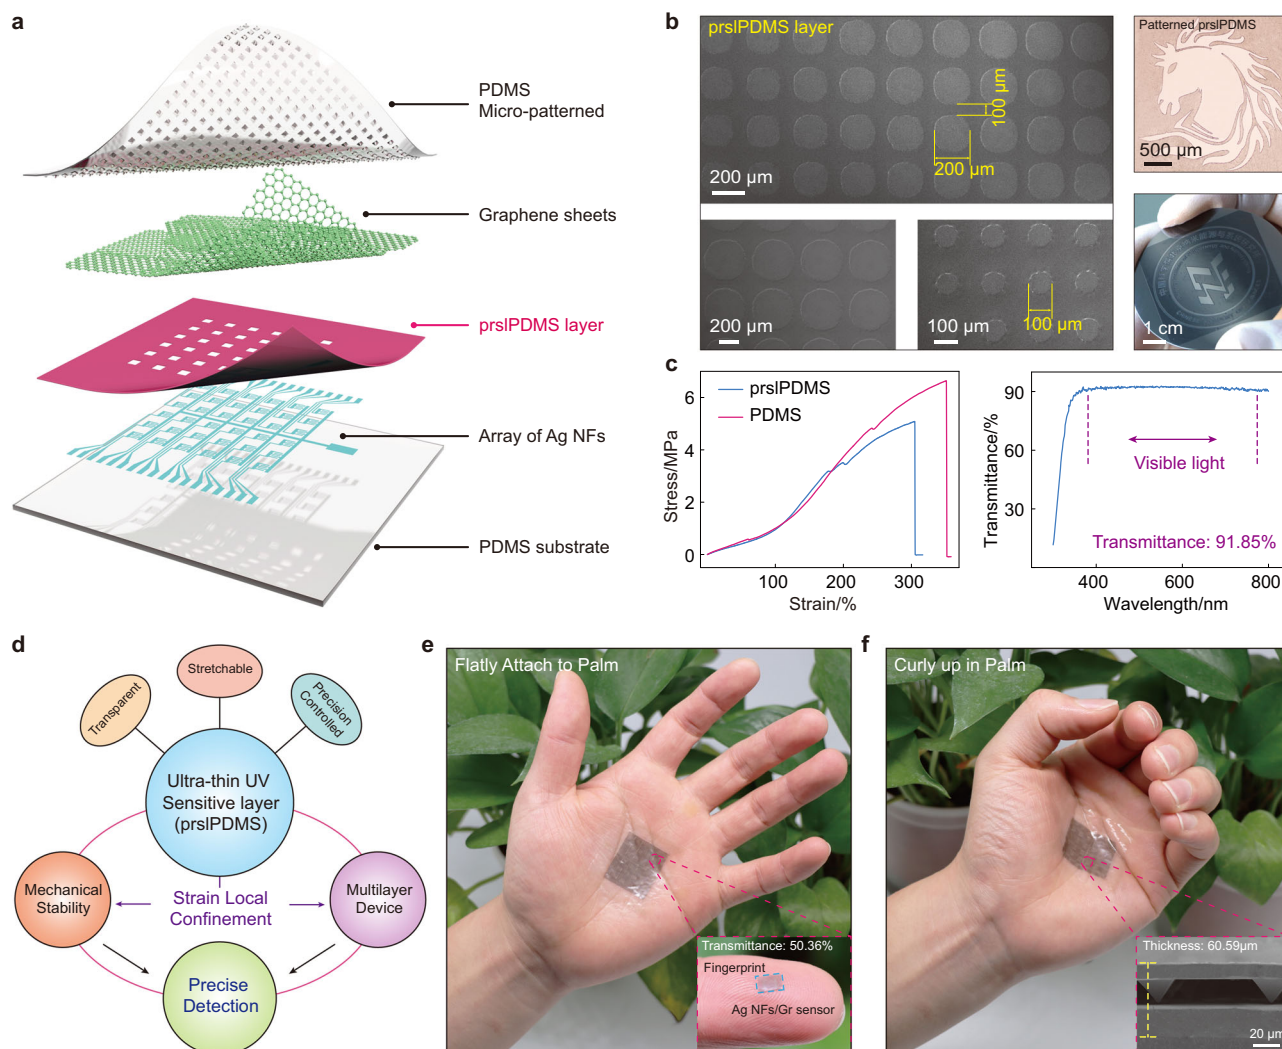 a
PDMS
Micro-patterned
Graphene sheets
prslPDMS layer
Array of Ag NFs
PDMS substrate
b
prslPDMS layer
100 µm
200 µm
200 µm
200 µm
100 µm
100 µm
Patterned prslPDMS
500 µm
1 cm
c
prslPDMS
PDMS
6
4
2
0
Stress/MPa
100
200
300
Strain/%
90
60
30
Transmittance/%
Visible light
Transmittance: 91.85%
400
600
800
Wavelength/nm
d
Stretchable
Transparent
Precision
Controlled
Ultra-thin UV
Sensitive layer
(prslPDMS)
Mechanical
Stability
Strain Local
Confinement
Multilayer
Device
Precise
Detection
e
Flatly Attach to Palm
Transmittance: 50.36%
Fingerprint
Ag NFs/Gr sensor
f
Curly up in Palm
Thickness: 60.59µm
20 µm